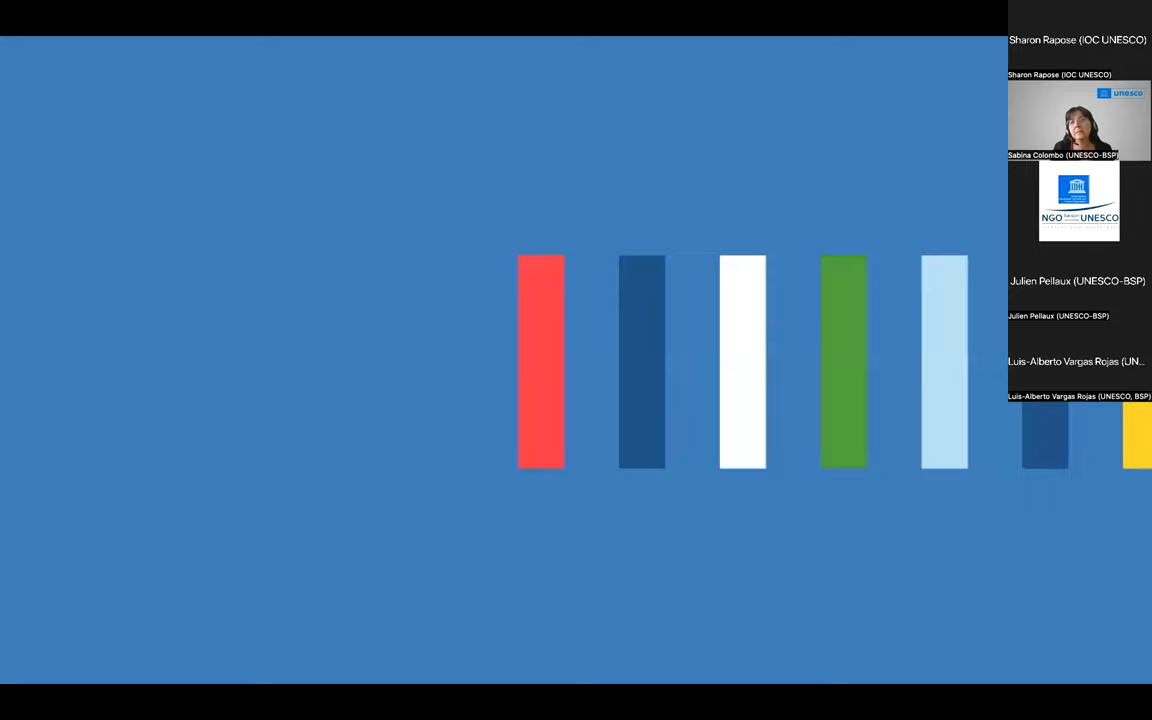 Sharon Rapose (IOC UNESCO)
Sharon Rapose (IOC UNESCO)
unesco
Sabina Colombo (UNESCO-BSP)
NGO UNESCO
Julien Pellaux (UNESCO-BSP)
Julien Pellaux (UNESCO-BSP)
Luis-Alberto Vargas Rojas (UN...
Luis-Alberto Vargas Rojas (UNESCO, BSP)